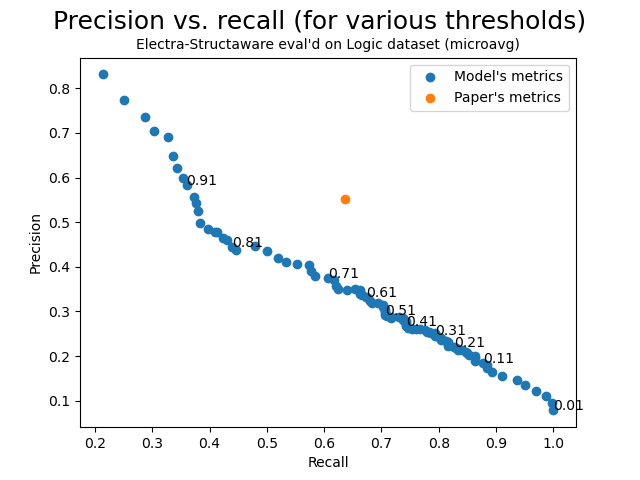 Precision vs. recall (for various thresholds)
Electra-Structaware eval'd on Logic dataset (microavg)
Model's metrics
Paper's metrics
0.8
0.7
0.6
0.5
0.4
0.3
0.2
0.1
Precision
0.91
0.81
0.71
0.61
0.51
0.41
0.31
0.21
0.11
0.01
0.2 0.3 0.4 0.5 0.6 0.7 0.8 0.9 1.0
Recall